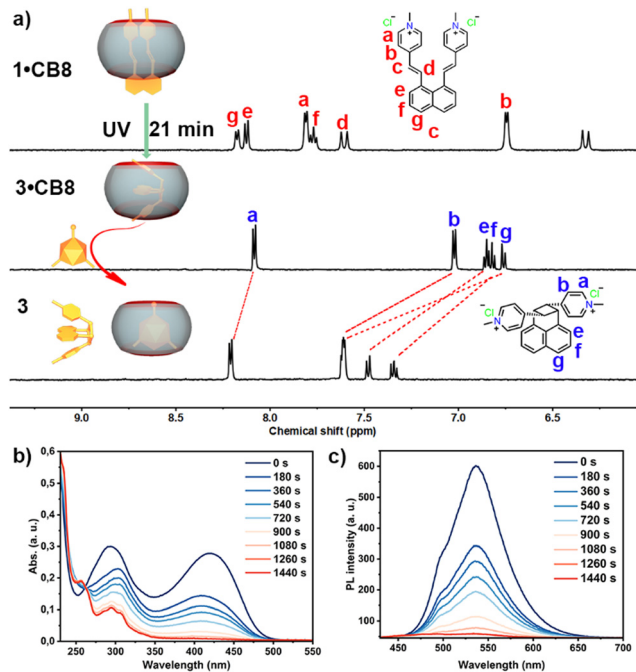 a)
Cl⁻ N⁺ N⁺ Cl⁻
a
b
c d
e
f
g
c
1•CB8
g e a f d b
UV 21 min
3•CB8
a b e f g
3
Cl⁻ N⁺
b a
Cl⁻
N⁺
e
f
g
9.0 8.5 8.0 7.5 7.0 6.5
Chemical shift (ppm)
b)
0,6
0,5
0,4
0,3
0,2
0,1
0,0
Abs. (a. u.)
0 s
180 s
360 s
540 s
720 s
900 s
1080 s
1260 s
1440 s
250 300 350 400 450 500 550
Wavelength (nm)
c)
600
500
400
300
200
100
PL intensity (a. u.)
0 s
180 s
360 s
540 s
720 s
900 s
1080 s
1260 s
1440 s
450 500 550 600 650 700
Wavelength (nm)